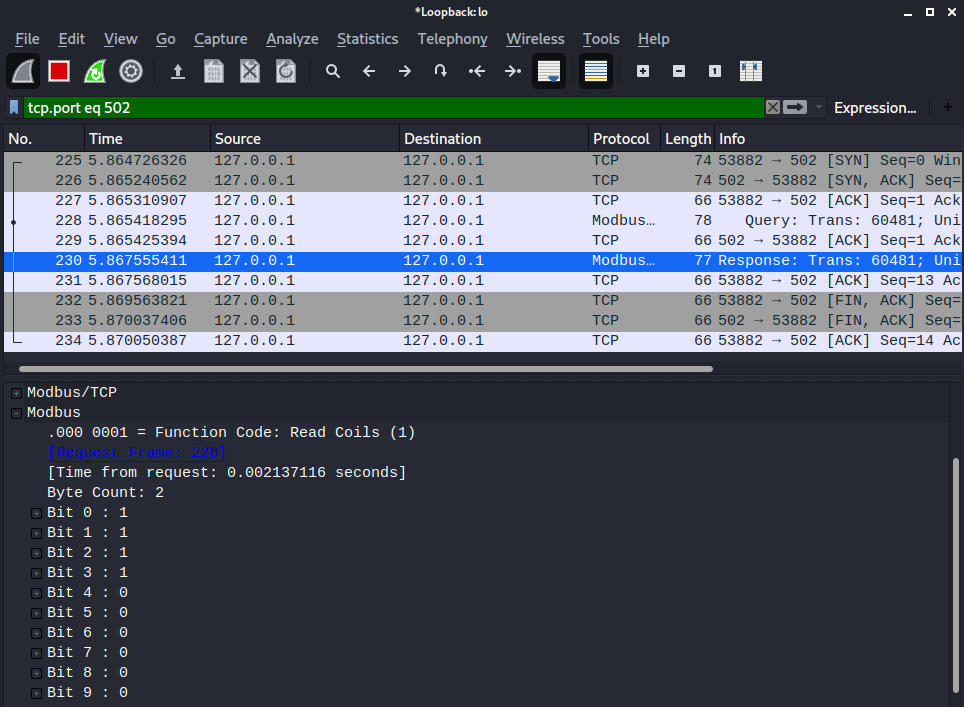 *Loopback: lo
File Edit View Go Capture Analyze Statistics Telephony Wireless Tools Help
tcp.port eq 502 Expression… +
No. Time Source Destination Protocol Length Info
225 5.864726326 127.0.0.1 127.0.0.1 TCP 74 53882 → 502 [SYN] Seq=0 Win
226 5.865240562 127.0.0.1 127.0.0.1 TCP 74 502 → 53882 [SYN, ACK] Seq=
227 5.865310907 127.0.0.1 127.0.0.1 TCP 66 53882 → 502 [ACK] Seq=1 Ack
228 5.865418295 127.0.0.1 127.0.0.1 Modbus… 78 Query: Trans: 60481; Uni
229 5.865425394 127.0.0.1 127.0.0.1 TCP 66 502 → 53882 [ACK] Seq=1 Ack
230 5.867555411 127.0.0.1 127.0.0.1 Modbus… 77 Response: Trans: 60481; Uni
231 5.867568015 127.0.0.1 127.0.0.1 TCP 66 53882 → 502 [ACK] Seq=13 Ac
232 5.869563821 127.0.0.1 127.0.0.1 TCP 66 53882 → 502 [FIN, ACK] Seq=
233 5.870037406 127.0.0.1 127.0.0.1 TCP 66 502 → 53882 [FIN, ACK] Seq=
234 5.870050387 127.0.0.1 127.0.0.1 TCP 66 53882 → 502 [ACK] Seq=14 Ac
Modbus/TCP
Modbus
.000 0001 = Function Code: Read Coils (1)
[Request Frame: 228]
[Time from request: 0.002137116 seconds]
Byte Count: 2
Bit 0 : 1
Bit 1 : 1
Bit 2 : 1
Bit 3 : 1
Bit 4 : 0
Bit 5 : 0
Bit 6 : 0
Bit 7 : 0
Bit 8 : 0
Bit 9 : 0